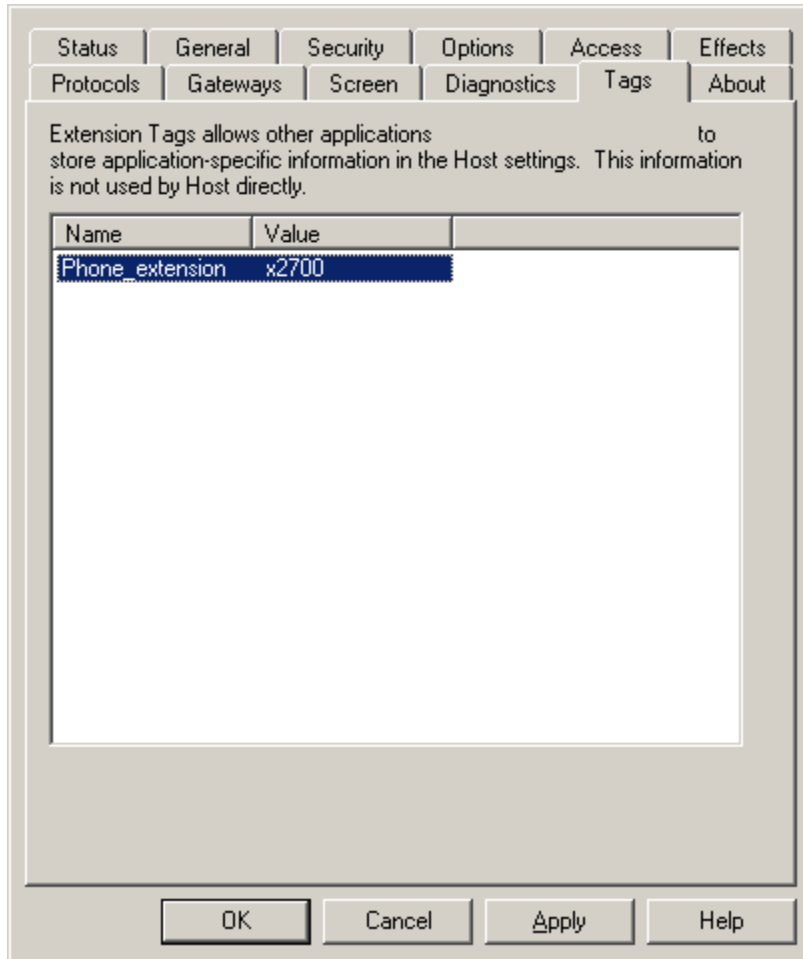 Status General Security Options Access Effects
Protocols Gateways Screen Diagnostics Tags About
Extension Tags allows other applications to
store application-specific information in the Host settings. This information
is not used by Host directly.
Name Value
Phone_extension x2700
OK Cancel Apply Help